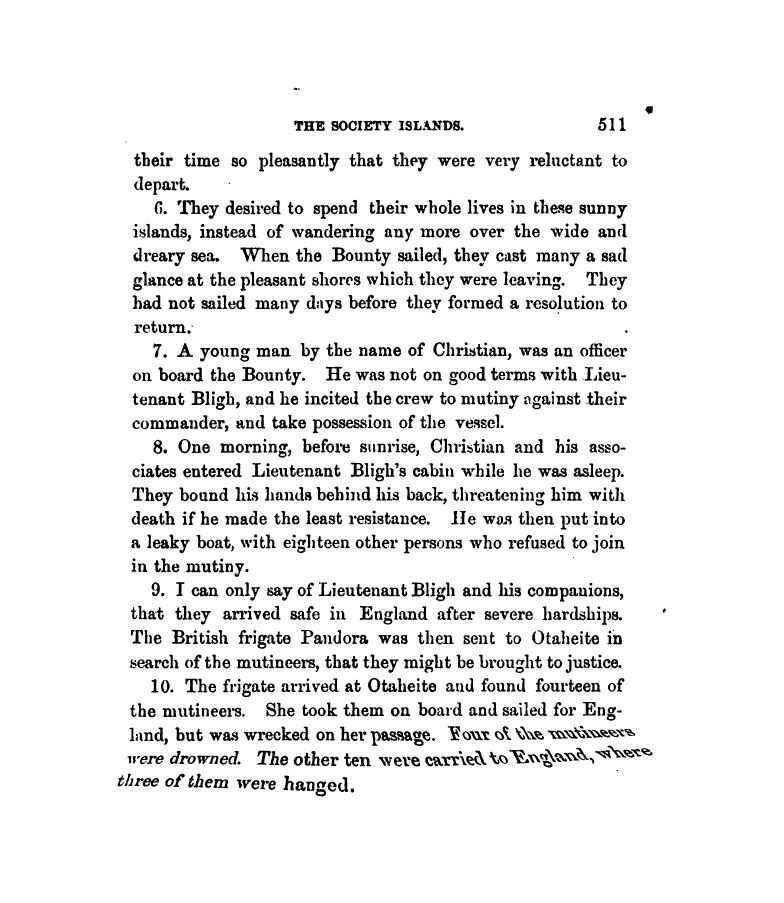 THE SOCIETY ISLANDS. 511
their time so pleasantly that they were very reluctant to
depart.
6. They desired to spend their whole lives in these sunny
islands, instead of wandering any more over the wide and
dreary sea. When the Bounty sailed, they cast many a sad
glance at the pleasant shores which they were leaving. They
had not sailed many days before they formed a resolution to
return.
7. A young man by the name of Christian, was an officer
on board the Bounty. He was not on good terms with Lieu-
tenant Bligh, and he incited the crew to mutiny against their
commander, and take possession of the vessel.
8. One morning, before sunrise, Christian and his asso-
ciates entered Lieutenant Bligh's cabin while he was asleep.
They bound his hands behind his back, threatening him with
death if he made the least resistance. He was then put into
a leaky boat, with eighteen other persons who refused to join
in the mutiny.
9. I can only say of Lieutenant Bligh and his companions,
that they arrived safe in England after severe hardships.
The British frigate Pandora was then sent to Otaheite in
search of the mutineers, that they might be brought to justice.
10. The frigate arrived at Otaheite and found fourteen of
the mutineers. She took them on board and sailed for Eng-
land, but was wrecked on her passage. Four of the mutineers
were drowned. The other ten were carried to England, where
three of them were hanged.